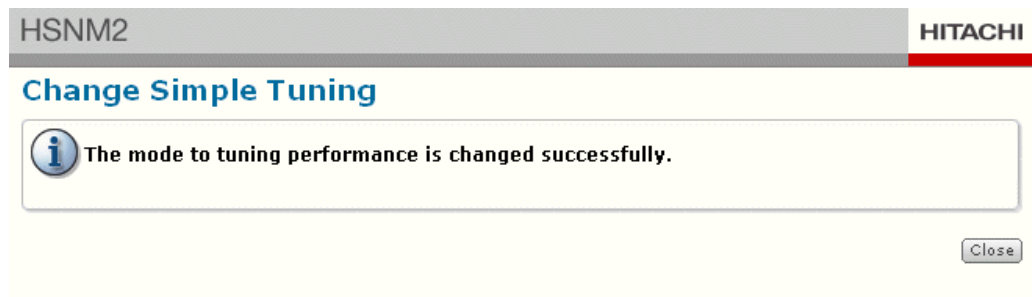 HSNM2
HITACHI
Change Simple Tuning
The mode to tuning performance is changed successfully.
Close